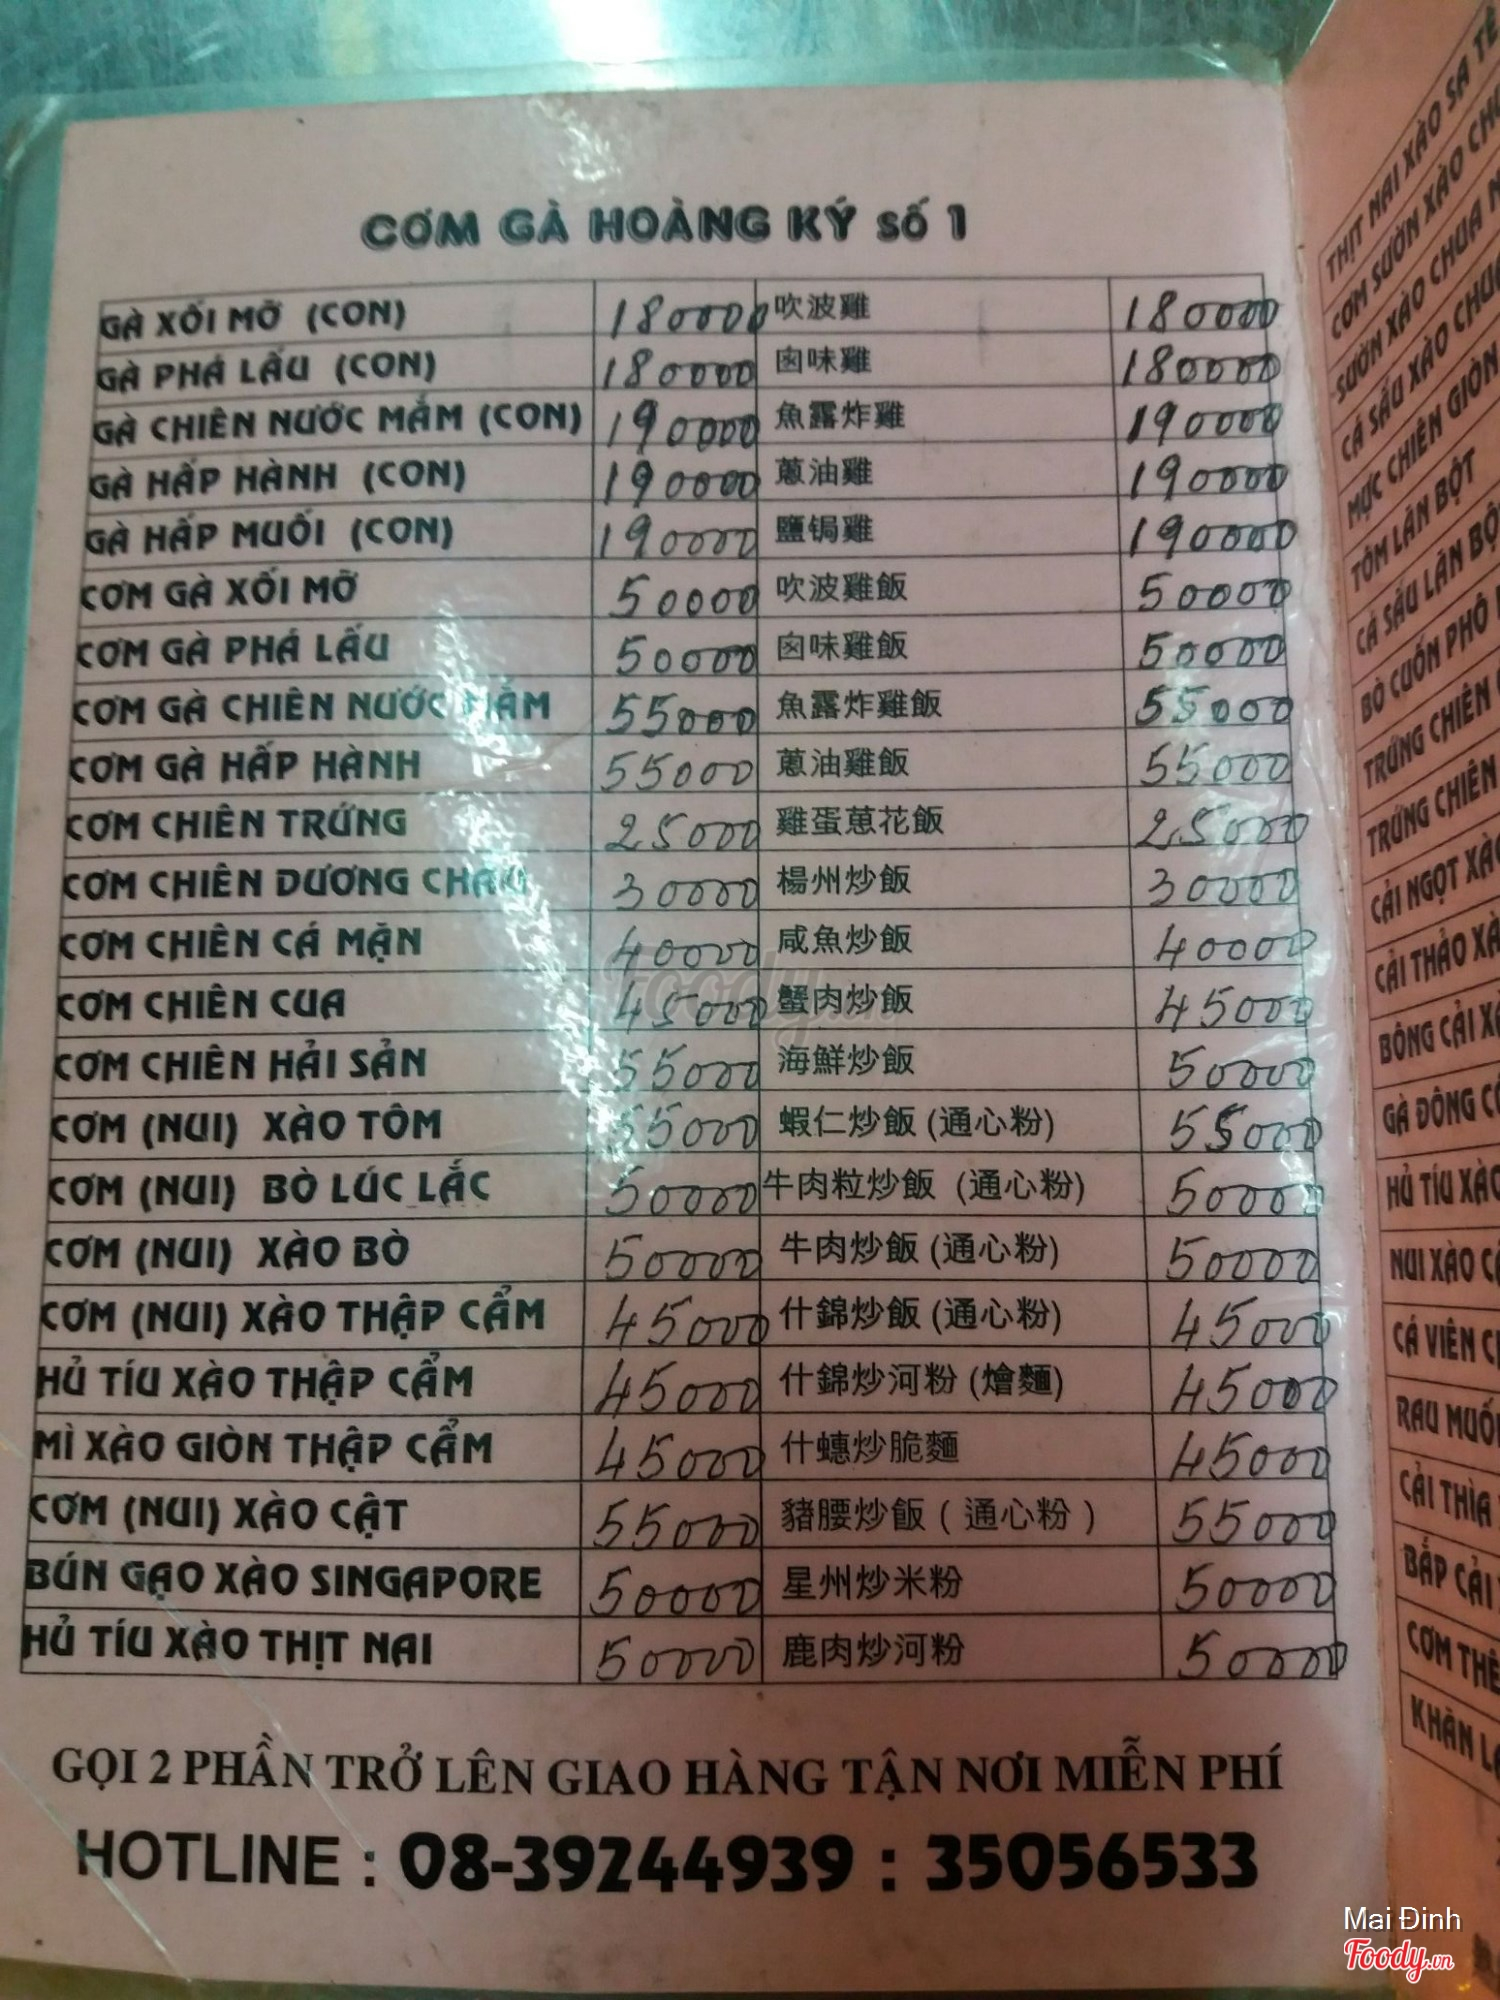 CƠM GÀ HOÀNG KÝ số 1
GÀ XỐI MỠ (CON) 180000 吹波雞 180000
GÀ PHÁ LẤU (CON) 180000 卤味雞 180000
GÀ CHIÊN NƯỚC MẮM (CON) 190000 魚露炸雞 190000
GÀ HẤP HÀNH (CON) 190000 蔥油雞 190000
GÀ HẤP MUỐI (CON) 190000 鹽焗雞 190000
CƠM GÀ XỐI MỠ 50000 吹波雞飯 50000
CƠM GÀ PHÁ LẤU 50000 卤味雞飯 50000
CƠM GÀ CHIÊN NƯỚC MẮM 55000 魚露炸雞飯 55000
CƠM GÀ HẤP HÀNH 55000 蔥油雞飯 55000
CƠM CHIÊN TRỨNG 25000 雞蛋蔥花飯 25000
CƠM CHIÊN DƯƠNG CHÂU 30000 楊州炒飯 30000
CƠM CHIÊN CÁ MẶN 40000 咸魚炒飯 40000
CƠM CHIÊN CUA 45000 蟹肉炒飯 45000
CƠM CHIÊN HẢI SẢN 55000 海鮮炒飯 50000
CƠM (NUI) XÀO TÔM 55000 蝦仁炒飯 (通心粉) 55000
CƠM (NUI) BÒ LÚC LẮC 50000 牛肉粒炒飯 (通心粉) 50000
CƠM (NUI) XÀO BÒ 50000 牛肉炒飯 (通心粉) 50000
CƠM (NUI) XÀO THẬP CẨM 45000 什錦炒飯 (通心粉) 45000
HỦ TÍU XÀO THẬP CẨM 45000 什錦炒河粉 (燴麵) 45000
MÌ XÀO GIÒN THẬP CẨM 45000 什蟪炒脆麵 45000
CƠM (NUI) XÀO CẬT 55000 豬腰炒飯 ( 通心粉 ) 55000
BÚN GẠO XÀO SINGAPORE 50000 星州炒米粉 50000
HỦ TÍU XÀO THỊT NAI 50000 鹿肉炒河粉 50000
GỌI 2 PHẦN TRỞ LÊN GIAO HÀNG TẬN NƠI MIỄN PHÍ
HOTLINE : 08-39244939 : 35056533
THỊT NAI XÀO SA TẾ
CƠM SƯỜN XÀO
SƯỜN XÀO CHUA
CÁ SẤU XÀO
MỰC CHIÊN GIÒN
TÔM LĂN BỘT
CÁ SẤU LĂN BỘT
BÒ CUỐN PHÔ
TRỨNG CHIÊN
TRỨNG CHIÊN
CẢI NGỌT XÀO
CẢI THẢO
BÔNG CẢI
GÀ ĐÔNG
HỦ TÍU XÀO
NUI XÀO
CÁ VIÊN
RAU MUỐNG
CẢI THÌA
BẮP CẢI
CƠM THÊM
KHĂN
Foody.vn
Mai Đinh
Foody.vn